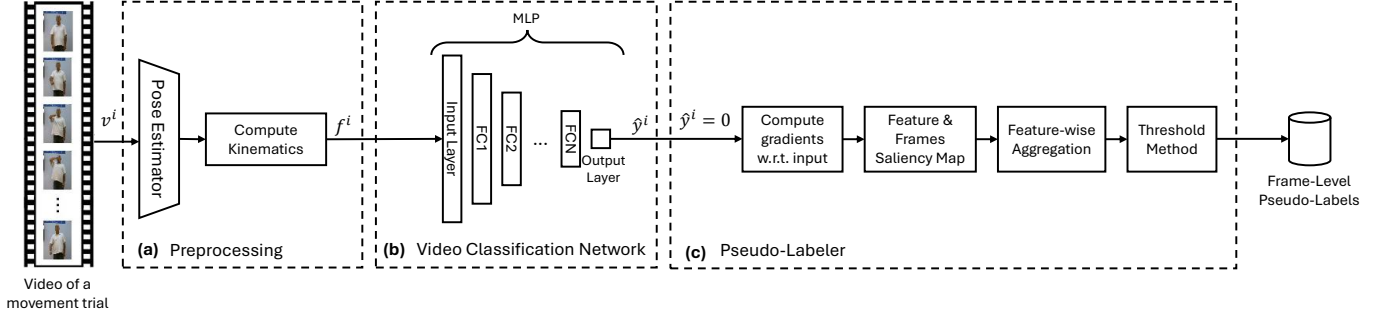 MLP
v^i
Pose Estimator
Compute
Kinematics
f^i
Input Layer
FC1
FC2
...
FCN
Output
Layer
ŷ^i
ŷ^i = 0
Compute
gradients
w.r.t. input
Feature &
Frames
Saliency Map
Feature-wise
Aggregation
Threshold
Method
Frame-Level
Pseudo-Labels
(a) Preprocessing
(b) Video Classification Network
(c) Pseudo-Labeler
Video of a
movement trial